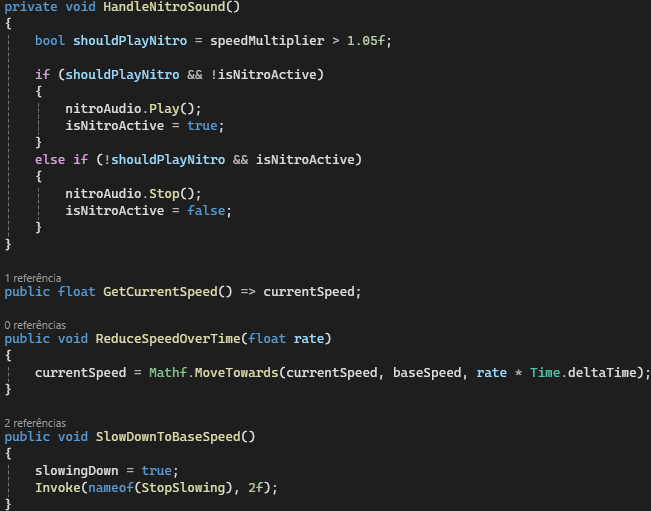 private void HandleNitroSound()
{
    bool shouldPlayNitro = speedMultiplier > 1.05f;
    if (shouldPlayNitro && !isNitroActive)
    {
        nitroAudio.Play();
        isNitroActive = true;
    }
    else if (!shouldPlayNitro && isNitroActive)
    {
        nitroAudio.Stop();
        isNitroActive = false;
    }
}
1 referência
public float GetCurrentSpeed() => currentSpeed;
0 referências
public void ReduceSpeedOverTime(float rate)
{
    currentSpeed = Mathf.MoveTowards(currentSpeed, baseSpeed, rate * Time.deltaTime);
}
2 referências
public void SlowDownToBaseSpeed()
{
    slowingDown = true;
    Invoke(nameof(StopSlowing), 2f);
}